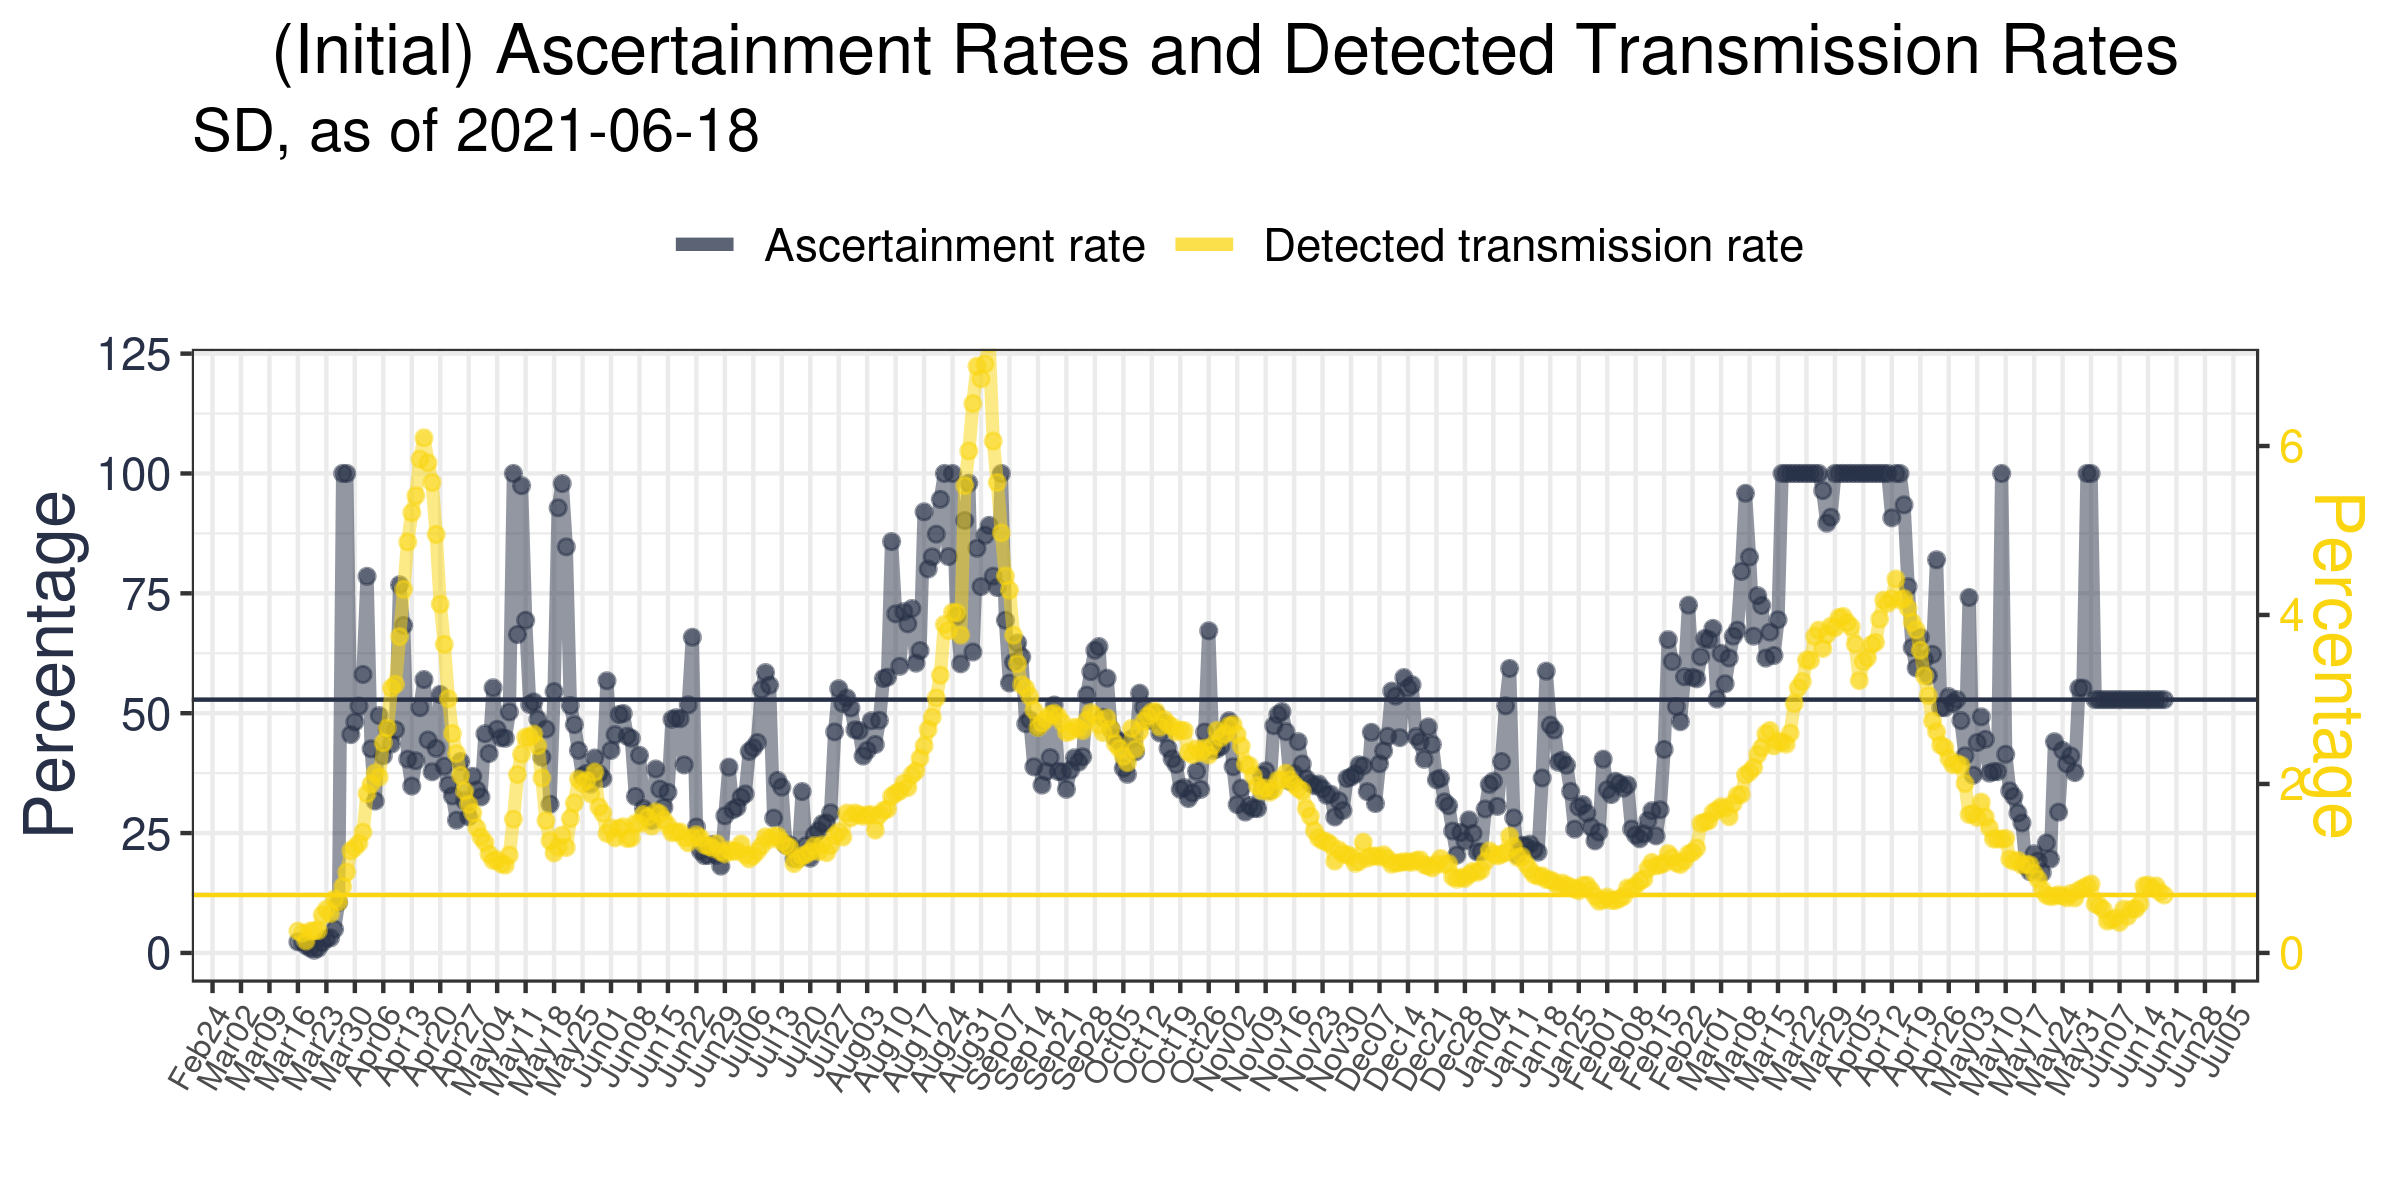 (Initial) Ascertainment Rates and Detected Transmission Rates
SD, as of 2021-06-18
Ascertainment rate
Detected transmission rate
Percentage
125
100
75
50
25
0
6
4
2
0
Percentage
Feb24
Mar02
Mar09
Mar16
Mar23
Mar30
Apr06
Apr13
Apr20
Apr27
May04
May11
May18
May25
Jun01
Jun08
Jun15
Jun22
Jun29
Jul06
Jul13
Jul20
Jul27
Aug03
Aug10
Aug17
Aug24
Aug31
Sep07
Sep14
Sep21
Sep28
Oct05
Oct12
Oct19
Oct26
Nov02
Nov09
Nov16
Nov23
Nov30
Dec07
Dec14
Dec21
Dec28
Jan04
Jan11
Jan18
Jan25
Feb01
Feb08
Feb15
Feb22
Mar01
Mar08
Mar15
Mar22
Mar29
Apr05
Apr12
Apr19
Apr26
May03
May10
May17
May24
May31
Jun07
Jun14
Jun21
Jun28
Jul05